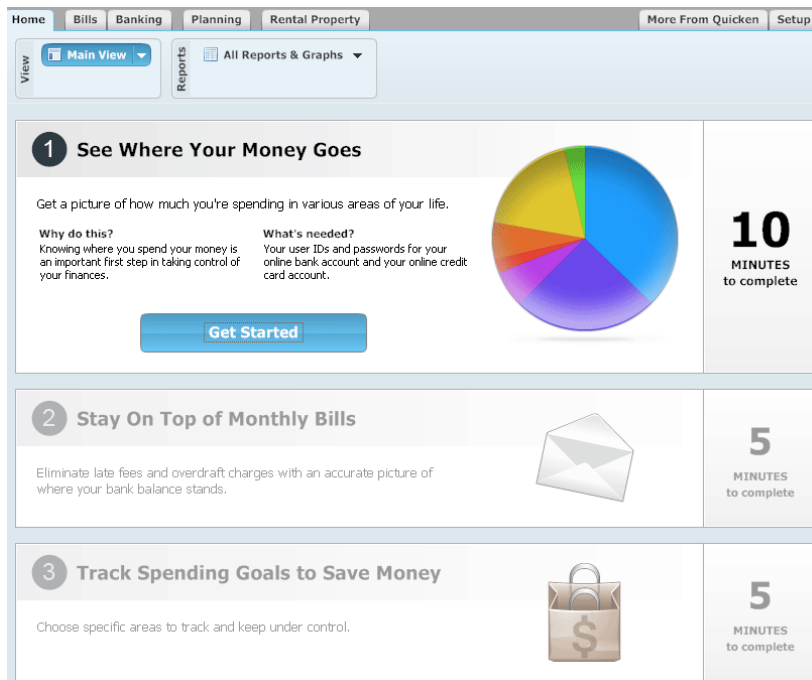 Home Bills Banking Planning Rental Property More From Quicken Setup
View
Main View
Reports
All Reports & Graphs
1 See Where Your Money Goes
Get a picture of how much you're spending in various areas of your life.
Why do this?
Knowing where you spend your money is
an important first step in taking control of
your finances.
What's needed?
Your user IDs and passwords for your
online bank account and your online credit
card account.
Get Started
10
MINUTES
to complete
2 Stay On Top of Monthly Bills
Eliminate late fees and overdraft charges with an accurate picture of
where your bank balance stands.
5
MINUTES
to complete
3 Track Spending Goals to Save Money
Choose specific areas to track and keep under control.
$
5
MINUTES
to complete